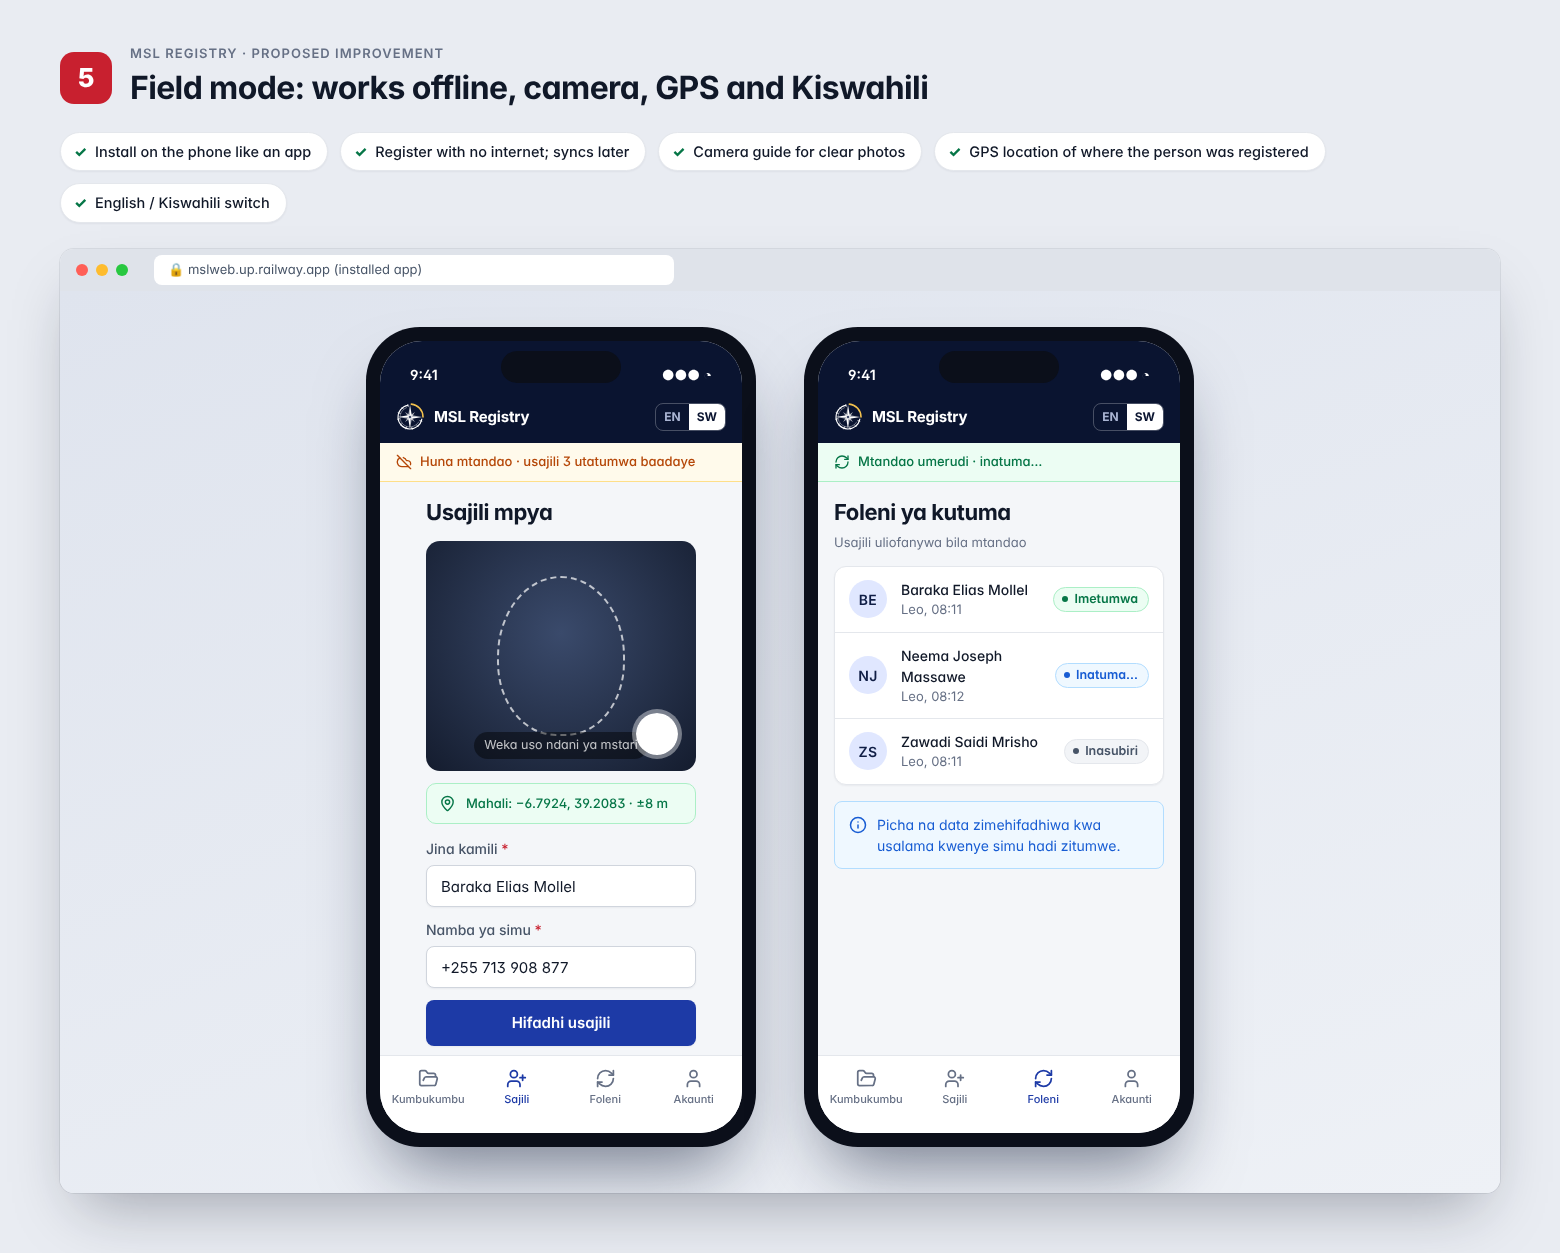 5
MSL REGISTRY · PROPOSED IMPROVEMENT
Field mode: works offline, camera, GPS and Kiswahili
✓ Install on the phone like an app
✓ Register with no internet; syncs later
✓ Camera guide for clear photos
✓ GPS location of where the person was registered
✓ English / Kiswahili switch
mslweb.up.railway.app (installed app)
9:41
MSL Registry
EN SW
Huna mtandao · usajili 3 utatumwa baadaye
Usajili mpya
Weka uso ndani ya mstari
Mahali: −6.7924, 39.2083 · ±8 m
Jina kamili *
Baraka Elias Mollel
Namba ya simu *
+255 713 908 877
Hifadhi usajili
Kumbukumbu Sajili Foleni Akaunti
9:41
MSL Registry
EN SW
Mtandao umerudi · inatuma...
Foleni ya kutuma
Usajili uliofanywa bila mtandao
BE
Baraka Elias Mollel
Leo, 08:11
Imetumwa
NJ
Neema Joseph
Massawe
Leo, 08:12
Inatuma...
ZS
Zawadi Saidi Mrisho
Leo, 08:11
Inasubiri
Picha na data zimehifadhiwa kwa
usalama kwenye simu hadi zitumwe.
Kumbukumbu Sajili Foleni Akaunti